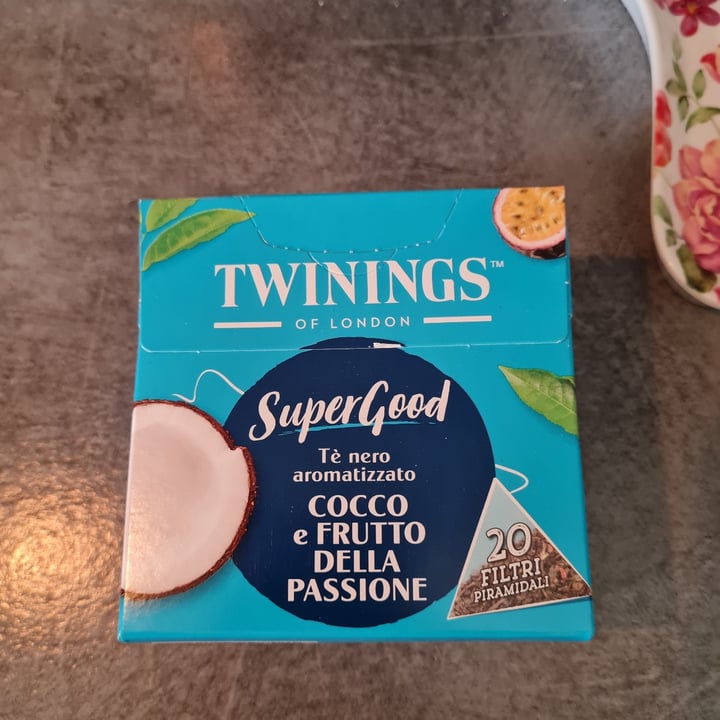 TWININGS™
OF LONDON
SuperGood
Tè nero
aromatizzato
COCCO
e FRUTTO
DELLA
PASSIONE
20
FILTRI
PIRAMIDALI